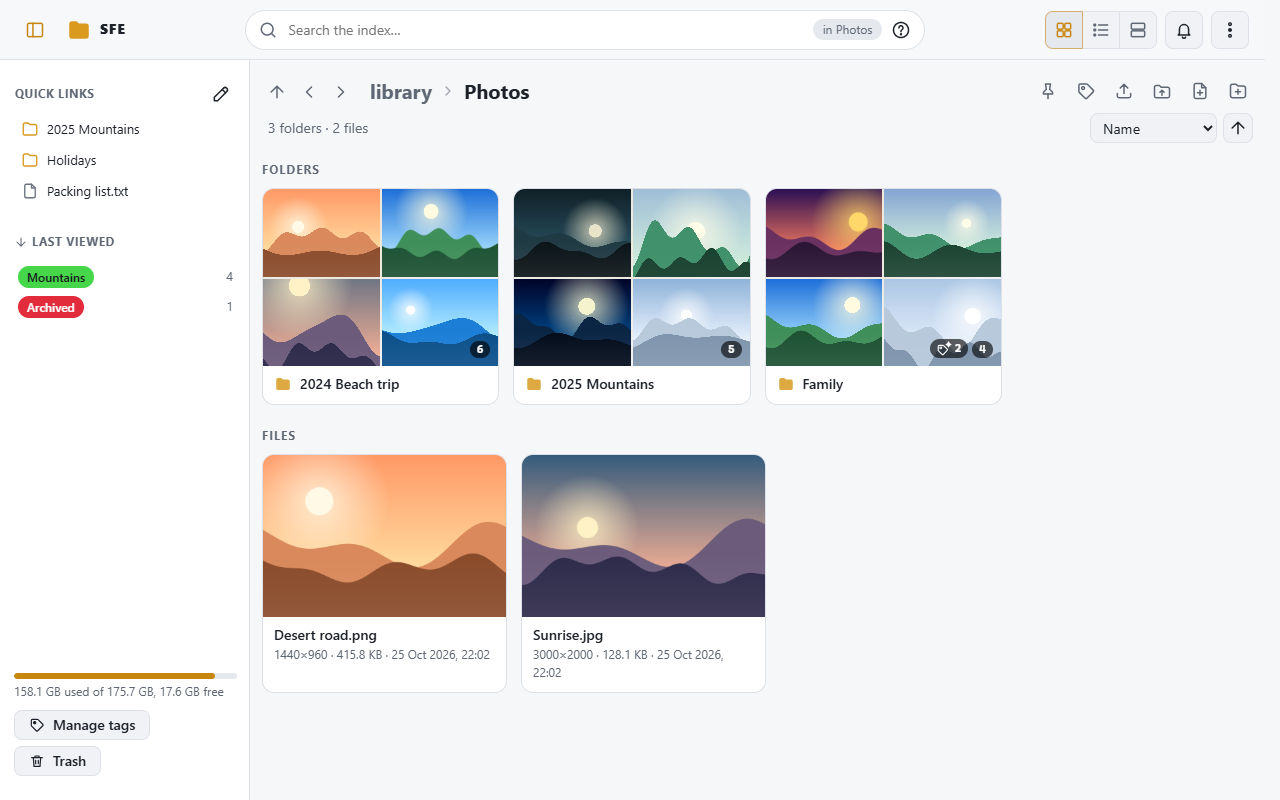 SFE
Search the index...
in Photos
QUICK LINKS
2025 Mountains
Holidays
Packing list.txt
LAST VIEWED
Mountains 4
Archived 1
158.1 GB used of 175.7 GB, 17.6 GB free
Manage tags
Trash
library > Photos
3 folders · 2 files
Name
FOLDERS
6
2024 Beach trip
5
2025 Mountains
2 4
Family
FILES
Desert road.png
1440×960 · 415.8 KB · 25 Oct 2026, 22:02
Sunrise.jpg
3000×2000 · 128.1 KB · 25 Oct 2026,
22:02